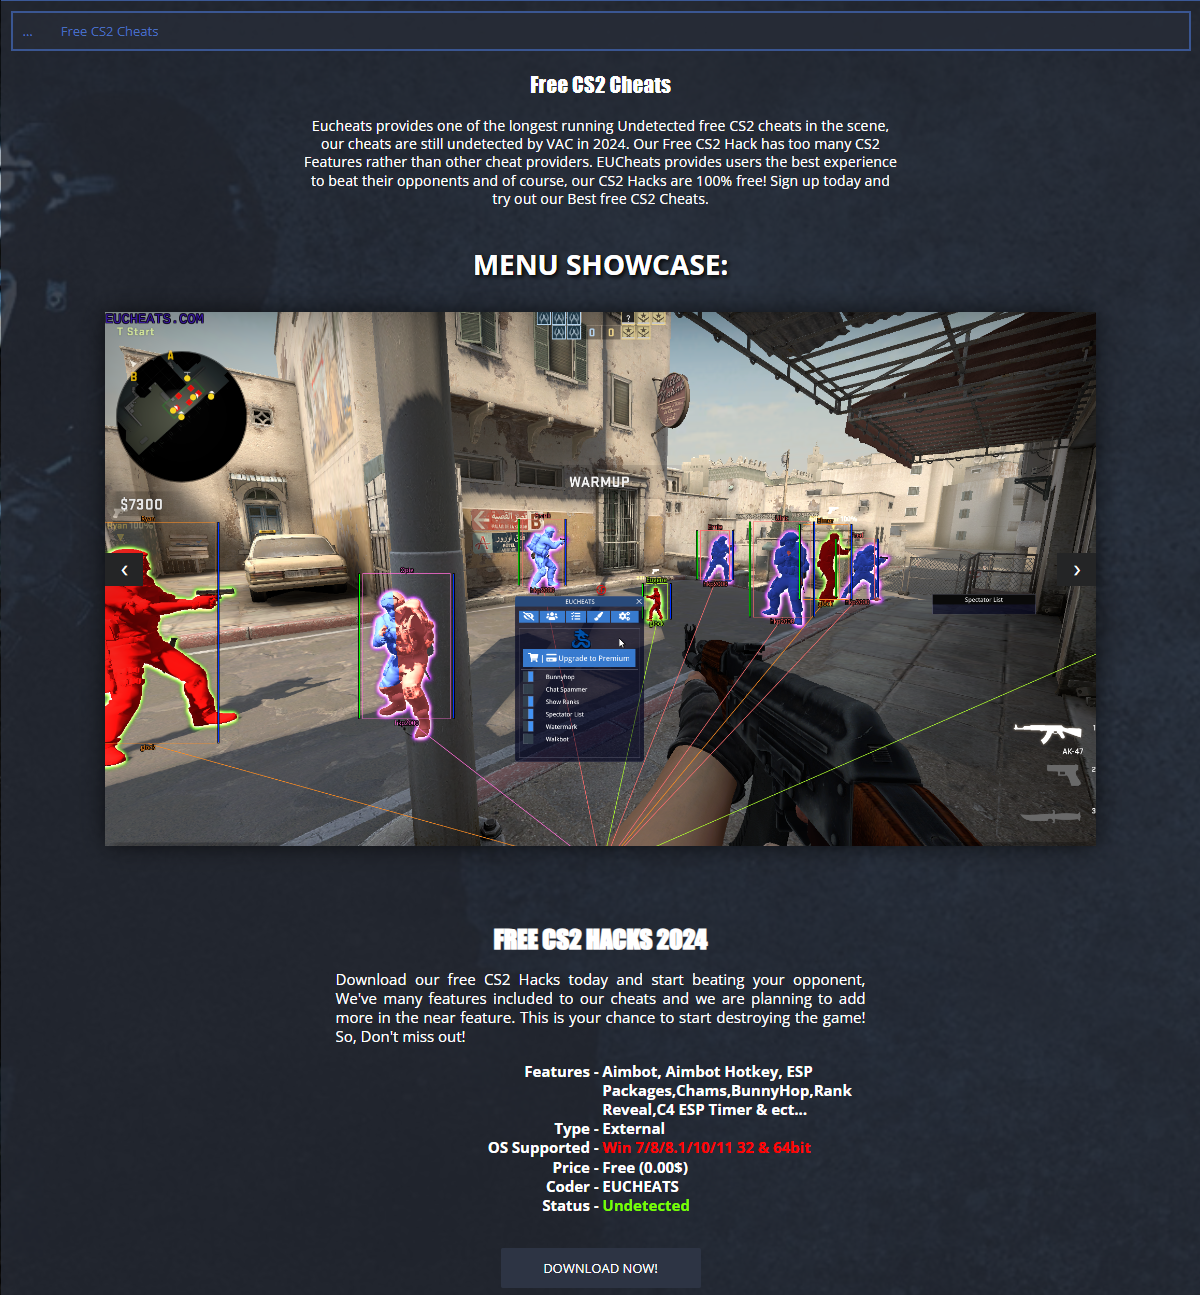 ...
Free CS2 Cheats
Free CS2 Cheats
Eucheats provides one of the longest running Undetected free CS2 cheats in the scene,
our cheats are still undetected by VAC in 2024. Our Free CS2 Hack has too many CS2
Features rather than other cheat providers. EUCheats provides users the best experience
to beat their opponents and of course, our CS2 Hacks are 100% free! Sign up today and
try out our Best free CS2 Cheats.
MENU SHOWCASE:
EUCHEATS.COM
T Start
A
B
0 0
?
$7300
Ryan 100%
WARMUP
B
A
EUCHEATS
Upgrade to Premium
Bunnyhop
Chat Spammer
Show Ranks
Spectator List
Watermark
Walkbot
Spectator List
1
AK-47
2
3
FREE CS2 HACKS 2024
Download our free CS2 Hacks today and start beating your opponent,
We've many features included to our cheats and we are planning to add
more in the near feature. This is your chance to start destroying the game!
So, Don't miss out!
Features - Aimbot, Aimbot Hotkey, ESP
Packages,Chams,BunnyHop,Rank
Reveal,C4 ESP Timer & ect...
Type - External
OS Supported - Win 7/8/8.1/10/11 32 & 64bit
Price - Free (0.00$)
Coder - EUCHEATS
Status - Undetected
DOWNLOAD NOW!